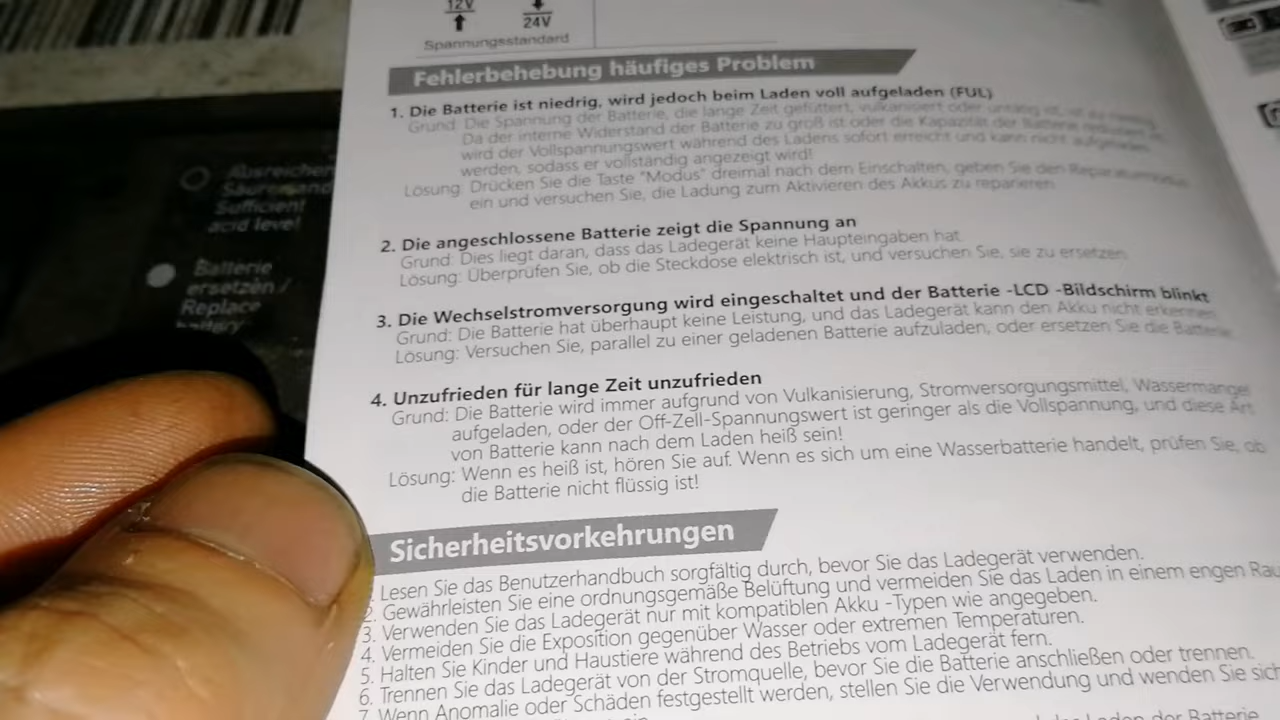 12V
24V
Spannungsstandard
Fehlerbehebung häufiges Problem
1. Die Batterie ist niedrig, wird jedoch beim Laden voll aufgeladen (FUL)
Grund: Die Spannung der Batterie, die lange Zeit gefüttert, vulkanisiert oder
Da der interne Widerstand der Batterie zu groß ist oder die Kapazität der Batterie
wird der Vollspannungswert während des Ladens sofort erreicht und kann nicht aufgeladen
werden, sodass er vollständig angezeigt wird!
Lösung: Drücken Sie die Taste "Modus" dreimal nach dem Einschalten, geben Sie den
ein und versuchen Sie, die Ladung zum Aktivieren des Akkus zu reparieren
2. Die angeschlossene Batterie zeigt die Spannung an
Grund: Dies liegt daran, dass das Ladegerät keine Haupteingaben hat.
Lösung: Überprüfen Sie, ob die Steckdose elektrisch ist, und versuchen Sie, sie zu ersetzen.
3. Die Wechselstromversorgung wird eingeschaltet und der Batterie -LCD -Bildschirm blinkt
Grund: Die Batterie hat überhaupt keine Leistung, und das Ladegerät kann den Akku nicht erkennen
Lösung: Versuchen Sie, parallel zu einer geladenen Batterie aufzuladen, oder ersetzen Sie die Batterie
4. Unzufrieden für lange Zeit unzufrieden
Grund: Die Batterie wird immer aufgrund von Vulkanisierung, Stromversorgungsmittel, Wassermangel
aufgeladen, oder der Off-Zell-Spannungswert ist geringer als die Vollspannung, und diese Art
von Batterie kann nach dem Laden heiß sein!
Lösung: Wenn es heiß ist, hören Sie auf. Wenn es sich um eine Wasserbatterie handelt, prüfen Sie, ob
die Batterie nicht flüssig ist!
Sicherheitsvorkehrungen
Lesen Sie das Benutzerhandbuch sorgfältig durch, bevor Sie das Ladegerät verwenden.
2. Gewährleisten Sie eine ordnungsgemäße Belüftung und vermeiden Sie das Laden in einem engen Rau
3. Verwenden Sie das Ladegerät nur mit kompatiblen Akku -Typen wie angegeben.
4. Vermeiden Sie die Exposition gegenüber Wasser oder extremen Temperaturen.
5. Halten Sie Kinder und Haustiere während des Betriebs vom Ladegerät fern.
6. Trennen Sie das Ladegerät von der Stromquelle, bevor Sie die Batterie anschließen oder trennen.
7. Wenn Anomalie oder Schäden festgestellt werden, stellen Sie die Verwendung und wenden Sie sich
Laden der Batterie
Ausreichen
Säurestand
Sufficient
acid level
Batterie
ersetzen /
Replace
battery